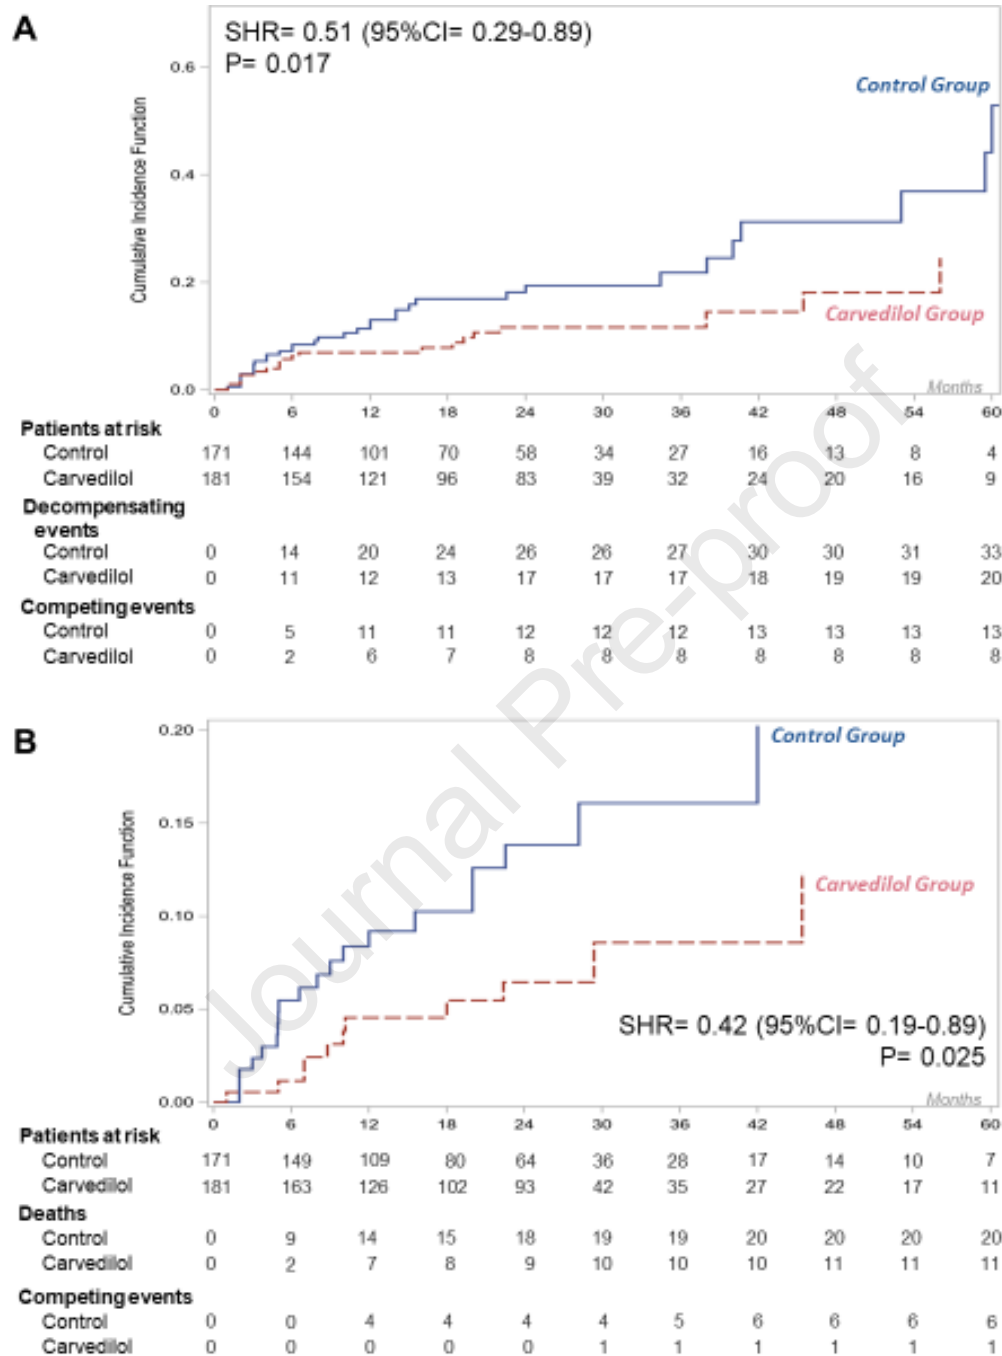 A
SHR= 0.51 (95%CI= 0.29-0.89)
P= 0.017
Control Group
Carvedilol Group
Cumulative Incidence Function
0.6
0.4
0.2
0.0
Months
0 6 12 18 24 30 36 42 48 54 60
Patients at risk
Control 171 144 101 70 58 34 27 16 13 8 4
Carvedilol 181 154 121 96 83 39 32 24 20 16 9
Decompensating
events
Control 0 14 20 24 26 26 27 30 30 31 33
Carvedilol 0 11 12 13 17 17 17 18 19 19 20
Competing events
Control 0 5 11 11 12 12 12 13 13 13 13
Carvedilol 0 2 6 7 8 8 8 8 8 8 8
Journal Pre-proof
B
Control Group
Carvedilol Group
Cumulative Incidence Function
0.20
0.15
0.10
0.05
0.00
SHR= 0.42 (95%CI= 0.19-0.89)
P= 0.025
Months
0 6 12 18 24 30 36 42 48 54 60
Patients at risk
Control 171 149 109 80 64 36 28 17 14 10 7
Carvedilol 181 163 126 102 93 42 35 27 22 17 11
Deaths
Control 0 9 14 15 18 19 19 20 20 20 20
Carvedilol 0 2 7 8 9 10 10 10 11 11 11
Competing events
Control 0 0 4 4 4 4 5 6 6 6 6
Carvedilol 0 0 0 0 0 1 1 1 1 1 1